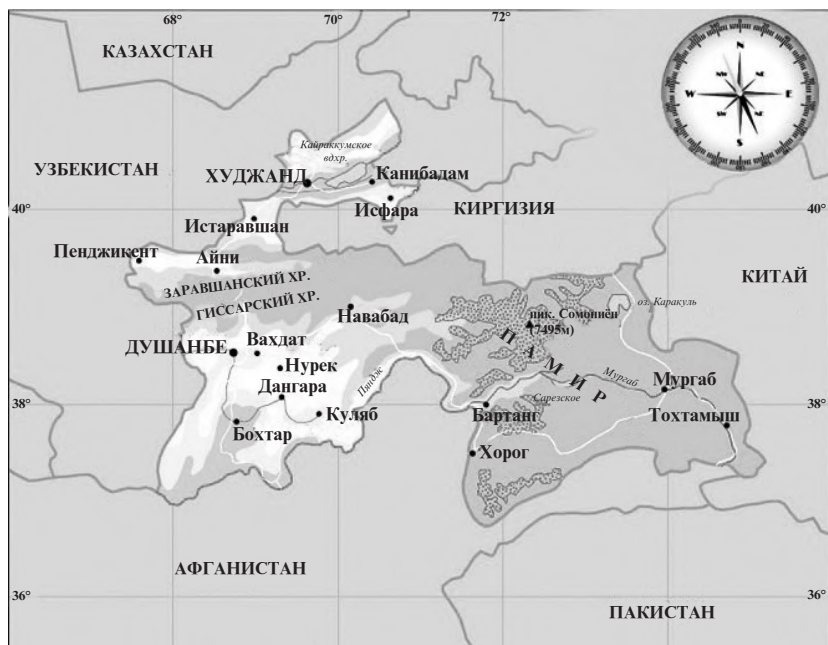 68°
70°
72°
КАЗАХСТАН
N
NW
NE
W
E
SW
NE
S
Кайраккумское
вдхр.
УЗБЕКИСТАН
ХУДЖАНД
Канибадам
40°
40°
Исфара
КИРГИЗИЯ
Истаравшан
Пенджикент
Айни
КИТАЙ
ЗАРАВШАНСКИЙ ХР.
ГИССАРСКИЙ ХР.
оз. Каракуль
Навабад
пик. Сомониён
(7495м)
ПАМИР
ДУШАНБЕ
Вахдат
Нурек
Пяндж
Мургаб
Мургаб
Дангара
38°
38°
Сарезское
Куляб
Бартанг
Тохтамыш
Бохтар
Хорог
АФГАНИСТАН
36°
36°
ПАКИСТАН